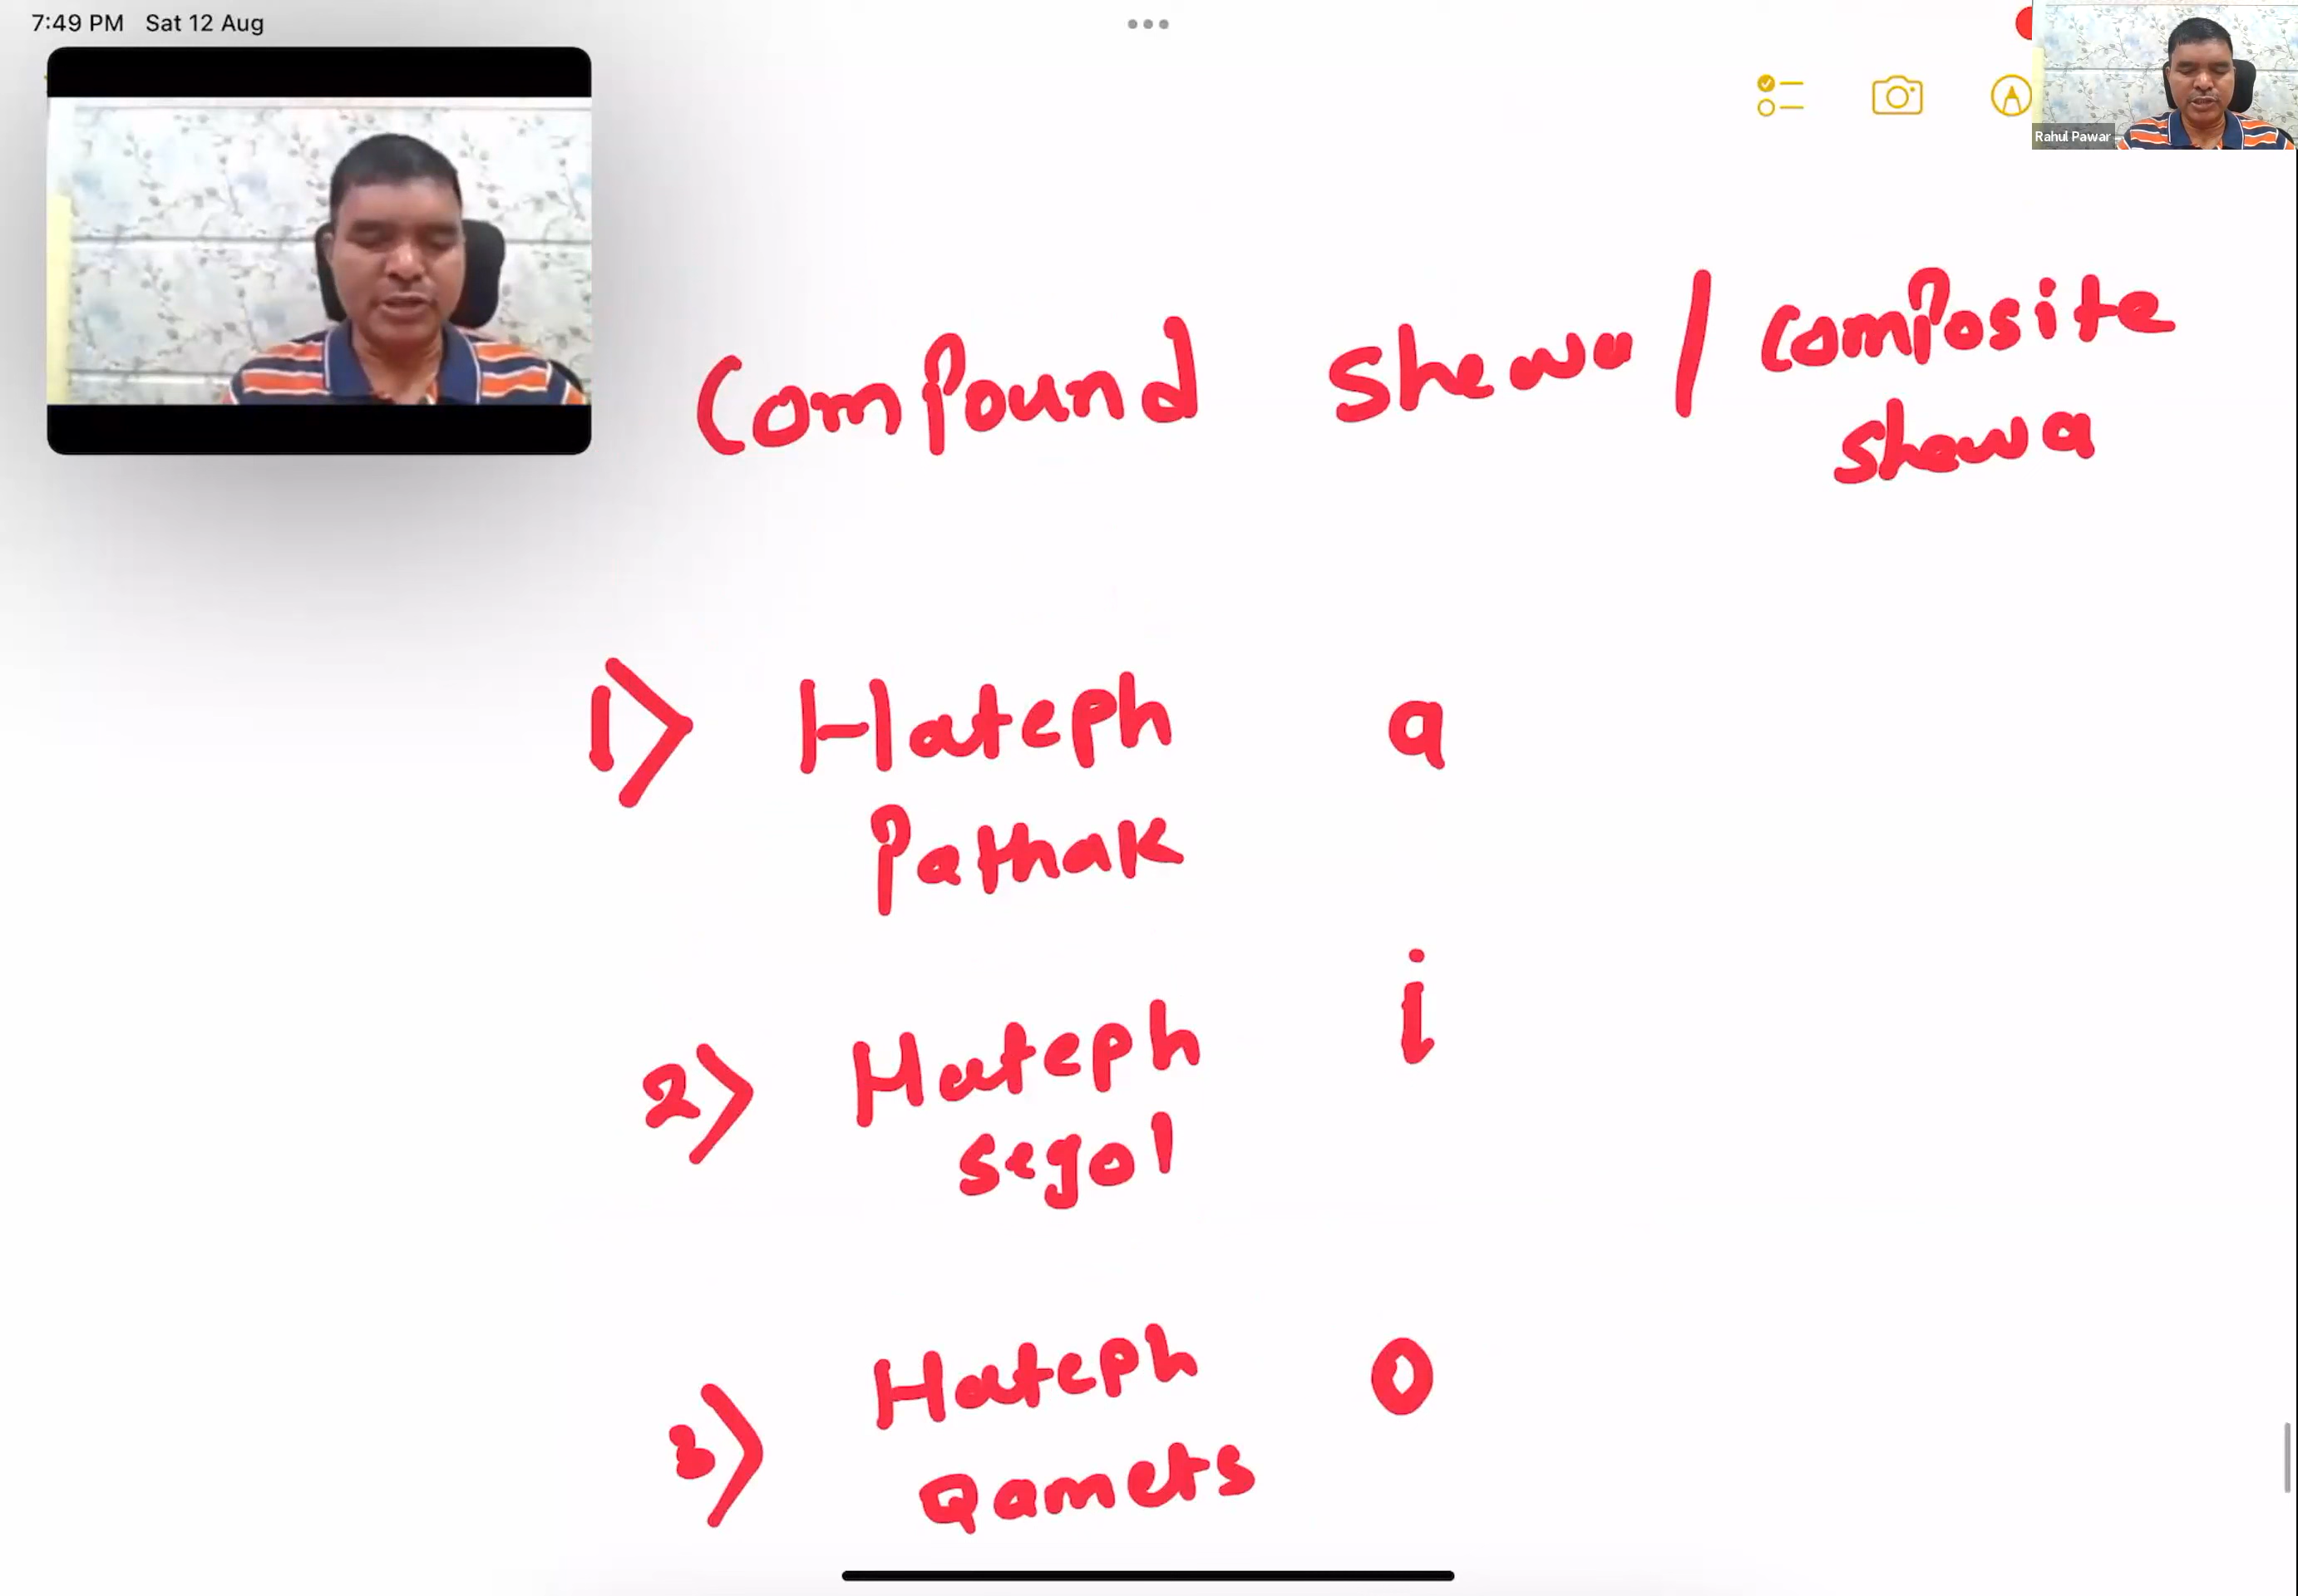 7:49 PM Sat 12 Aug
Rahul Pawar
Compound shewa / composite
shewa
1) Hateph a
Pathak
2) Hateph i
segol
3) Hateph o
Qamets